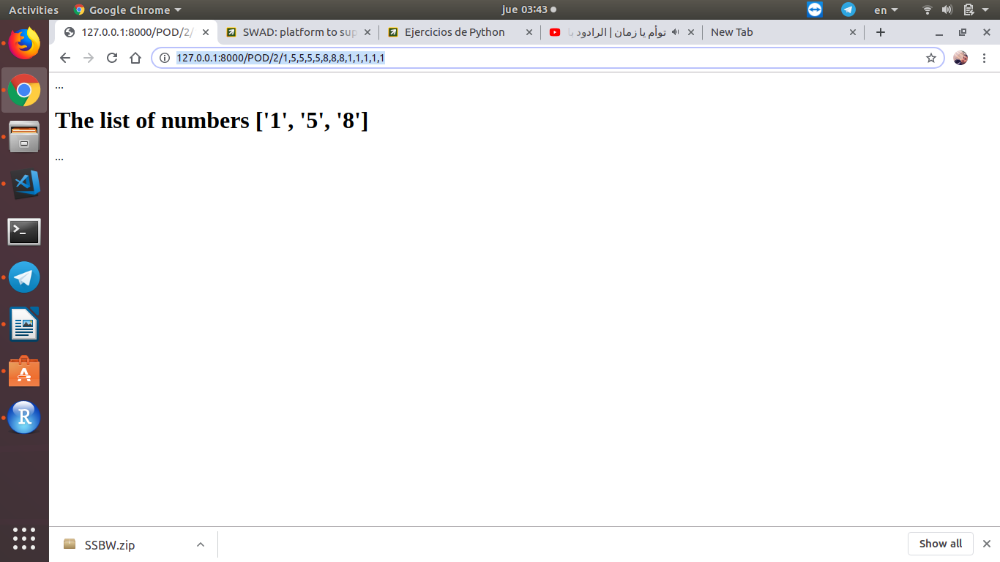 Activities Google Chrome jue 03:43 en
127.0.0.1:8000/POD/2/ SWAD: platform to sup Ejercicios de Python توأم يا زمان | الرادود با New Tab
127.0.0.1:8000/POD/2/1,5,5,5,5,8,8,8,1,1,1,1,1
...
The list of numbers ['1', '5', '8']
...
SSBW.zip Show all